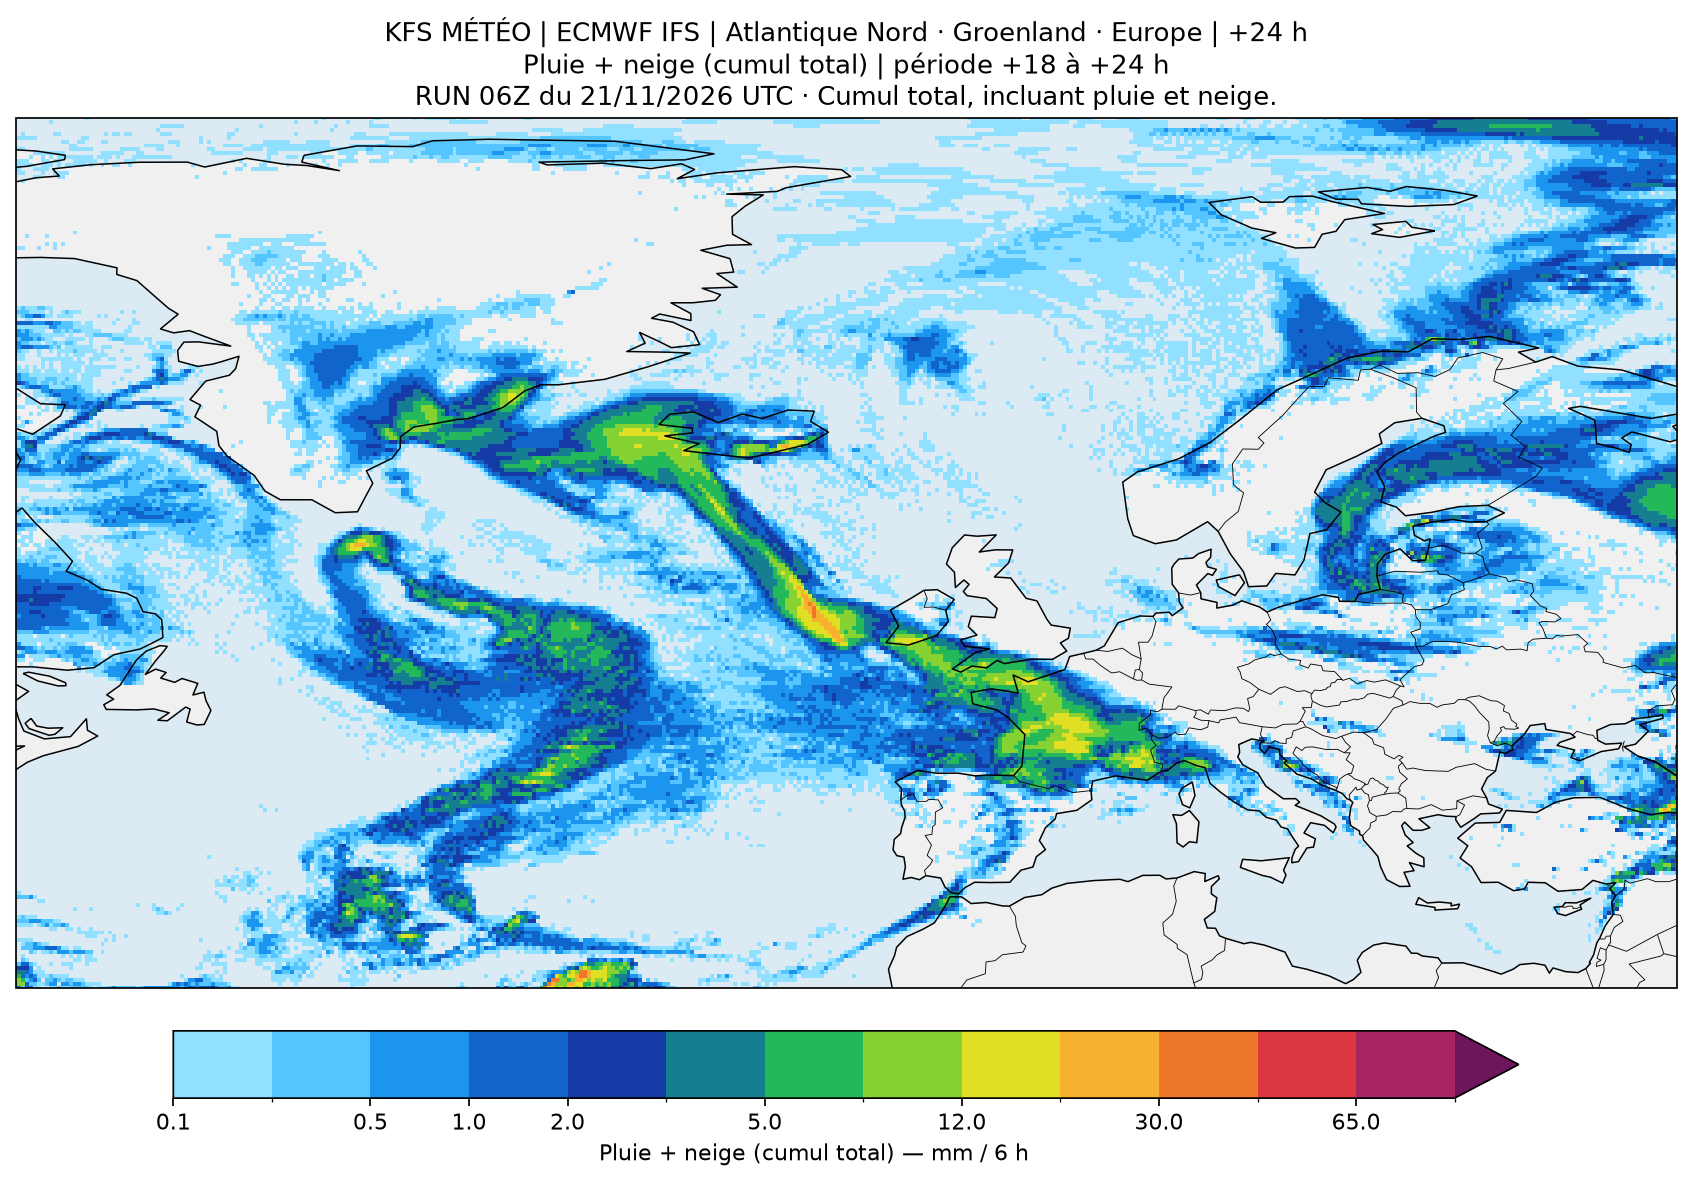 KFS MÉTÉO | ECMWF IFS | Atlantique Nord · Groenland · Europe | +24 h
Pluie + neige (cumul total) | période +18 à +24 h
RUN 06Z du 21/11/2026 UTC · Cumul total, incluant pluie et neige.
0.1 0.5 1.0 2.0 5.0 12.0 30.0 65.0
Pluie + neige (cumul total) — mm / 6 h